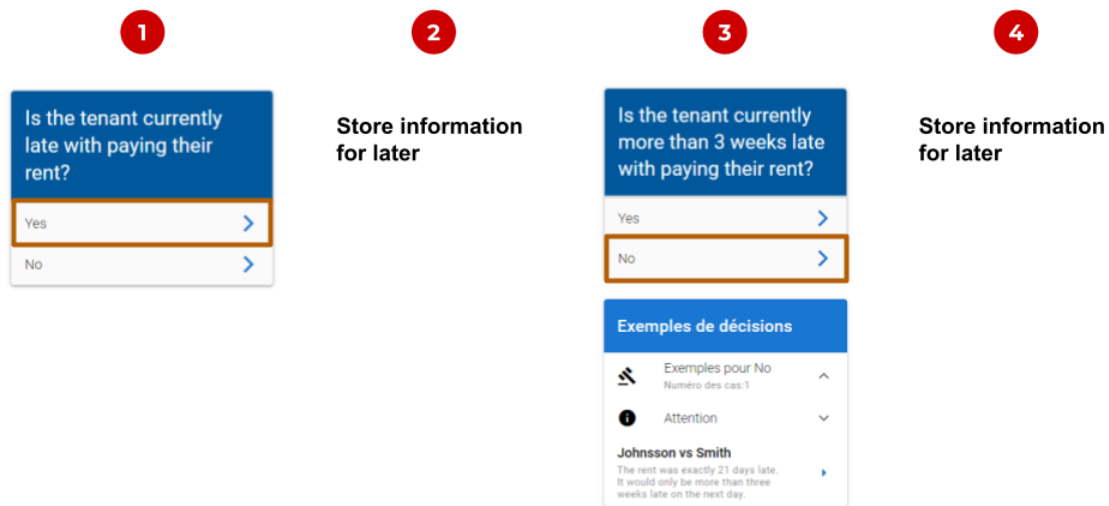 1
2
3
4
Is the tenant currently
late with paying their
rent?
Yes
No
Store information
for later
Is the tenant currently
more than 3 weeks late
with paying their rent?
Yes
No
Exemples de décisions
Exemples pour No
Numéro des cas:1
Attention
Johnsson vs Smith
The rent was exactly 21 days late.
It would only be more than three
weeks late on the next day.
Store information
for later